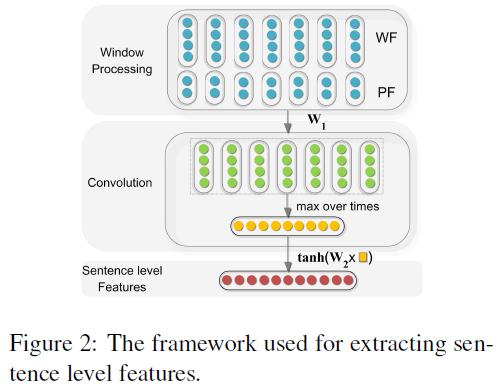 Window
Processing
WF
PF
W1
Convolution
max over times
tanh(W2x )
Sentence level
Features
Figure 2: The framework used for extracting sen-
tence level features.